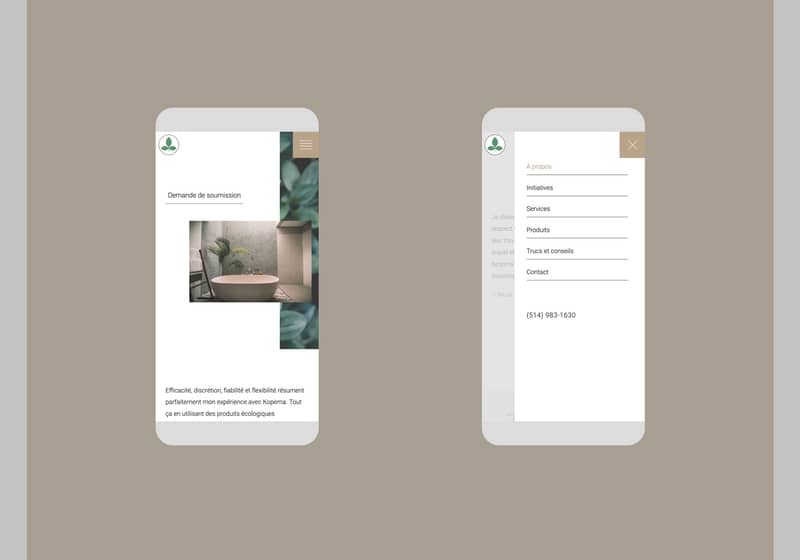 Demande de soumission
Efficacité, discrétion, fiabilité et flexibilité résument
parfaitement mon expérience avec Kopema. Tout
ça en utilisant des produits écologiques
À propos
Initiatives
Services
Produits
Trucs et conseils
Contact
(514) 983-1630